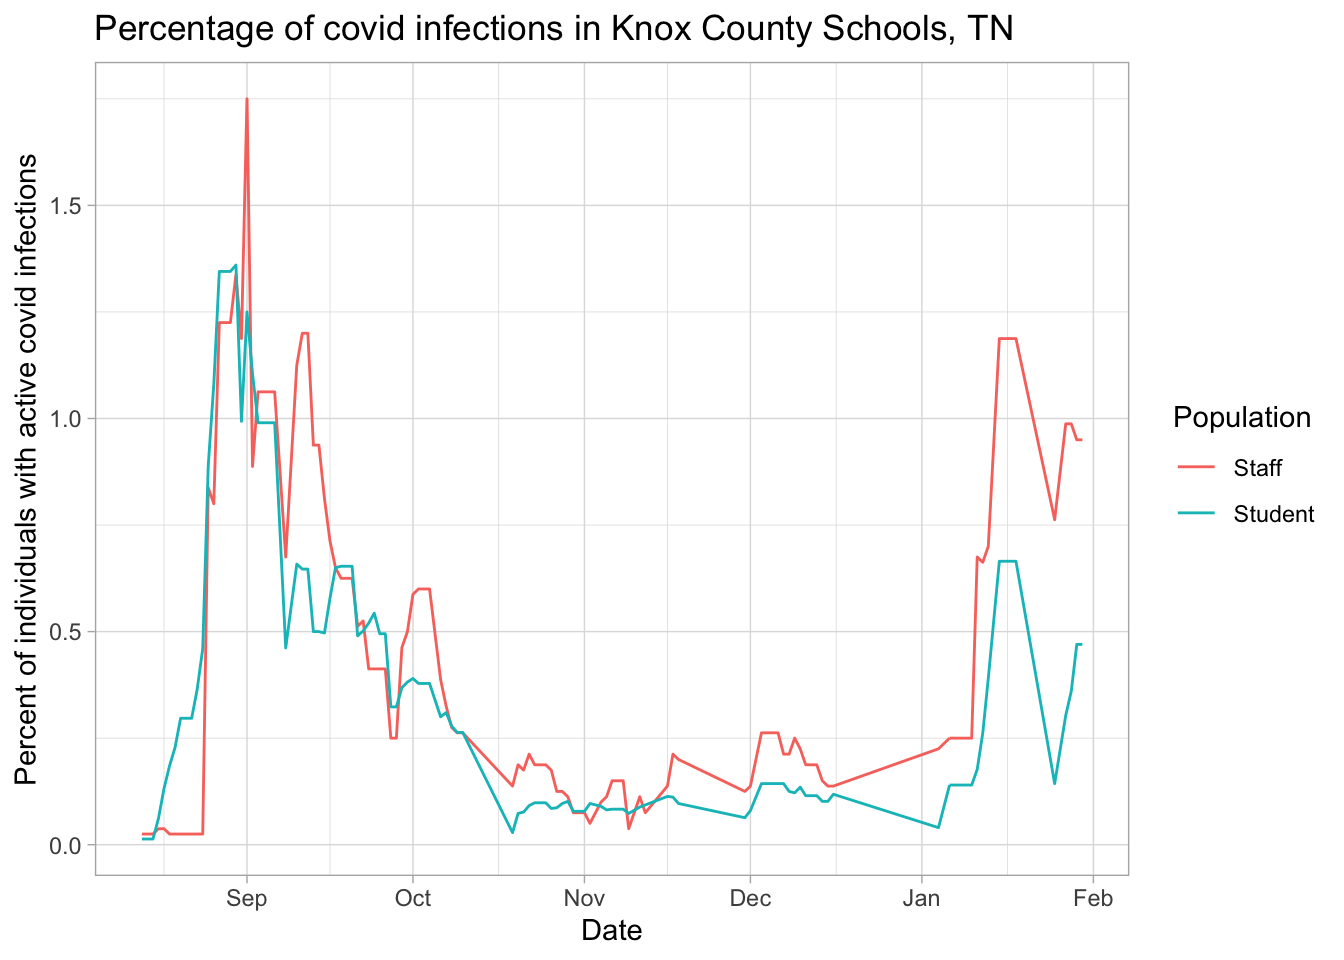 Percentage of covid infections in Knox County Schools, TN
Percent of individuals with active covid infections
1.5
1.0
0.5
0.0
Sep Oct Nov Dec Jan Feb
Date
Population
Staff
Student